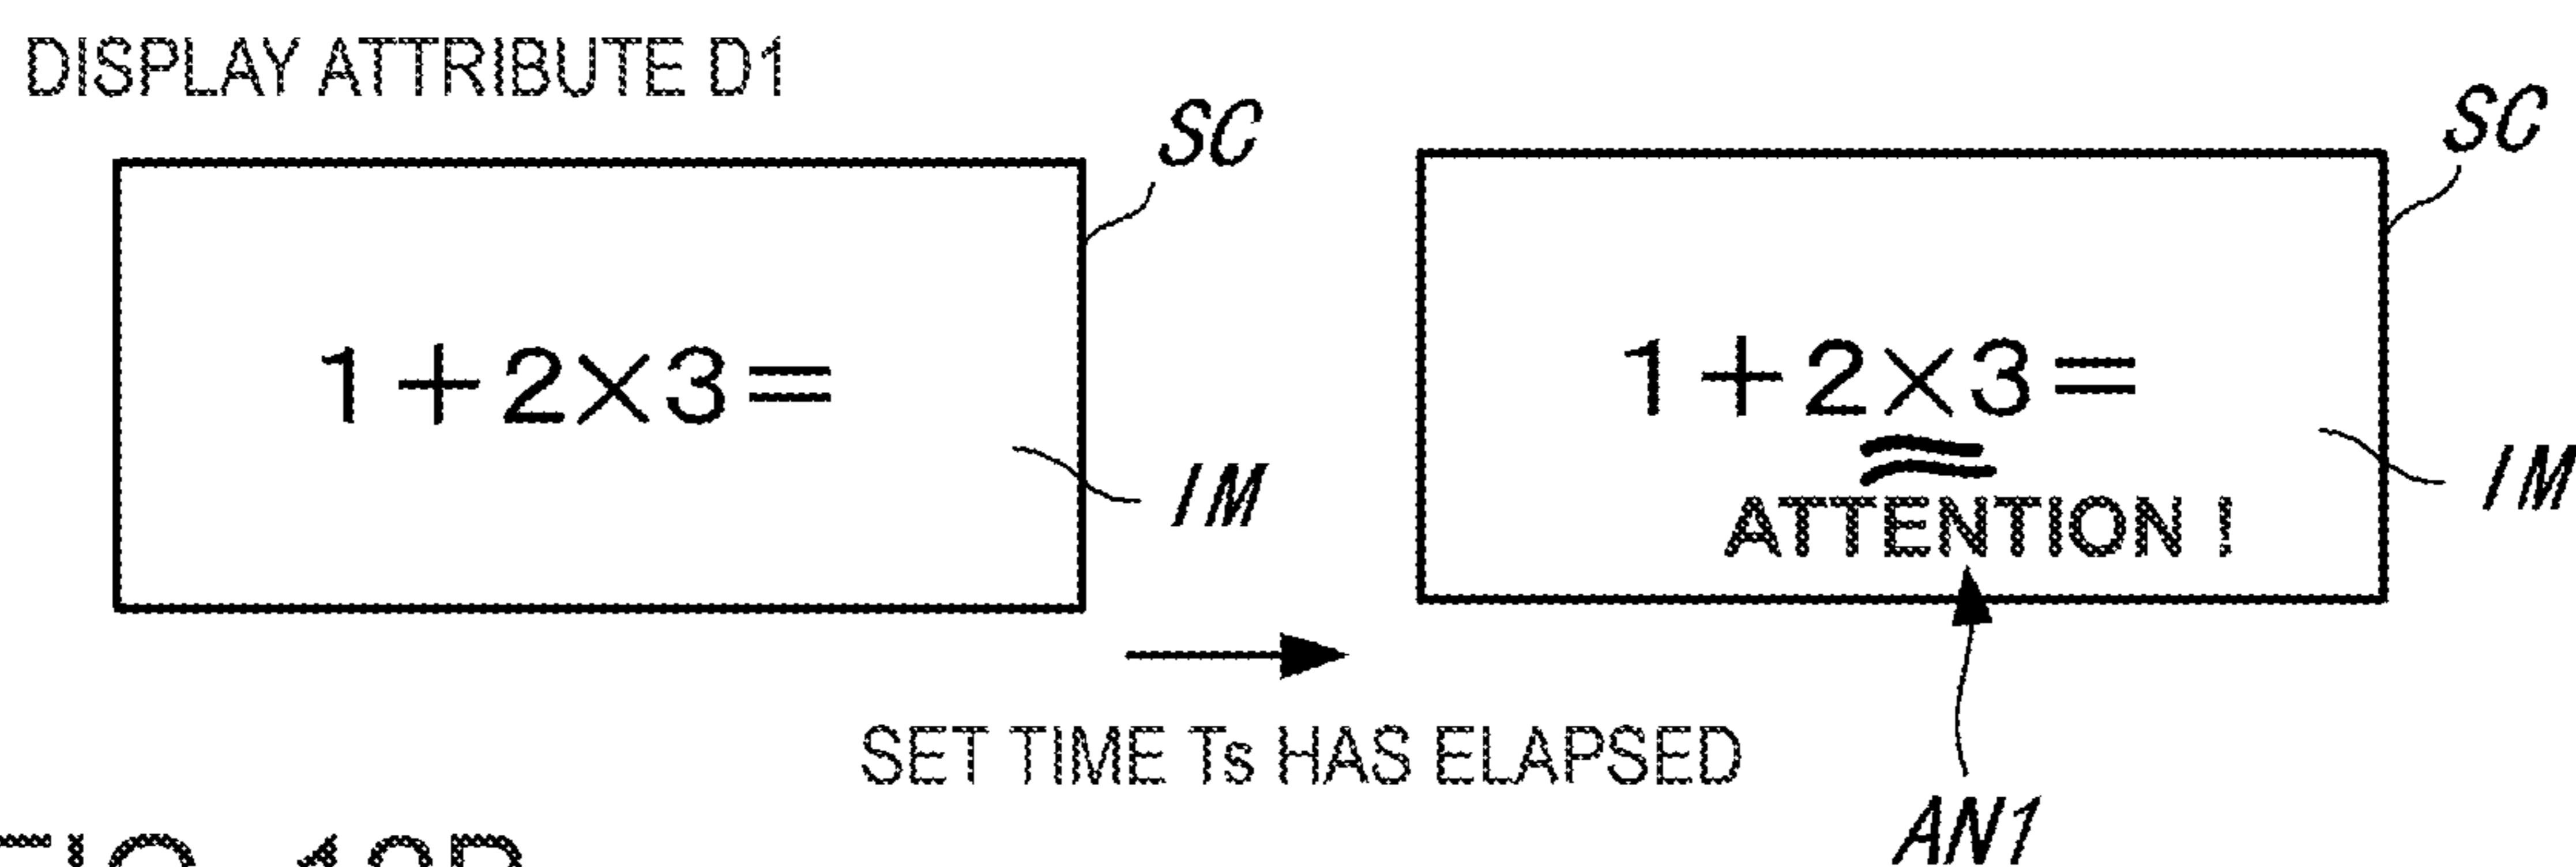 DISPLAY ATTRIBUTE D1
SC
SC
1+2×3=
1+2×3=
IM
IM
ATTENTION !
SET TIME Ts HAS ELAPSED
AN1